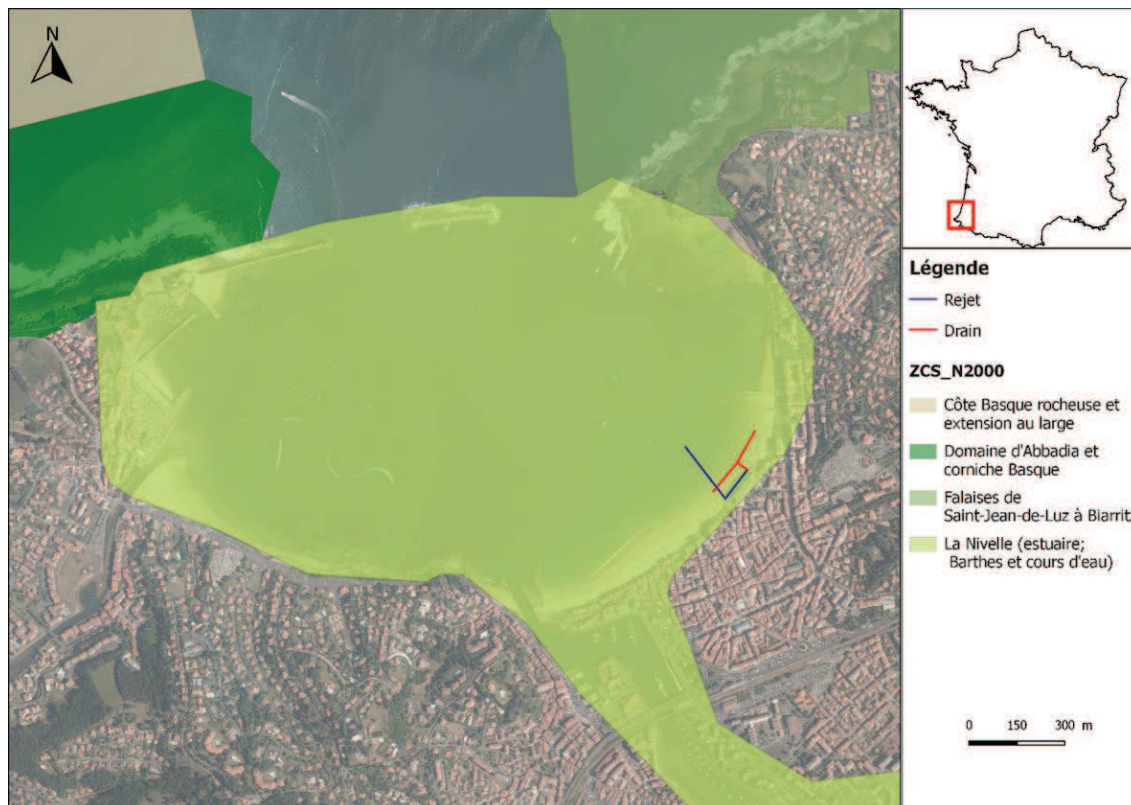 N
Légende
Rejet
Drain
ZCS_N2000
Côte Basque rocheuse et
extension au large
Domaine d'Abbadia et
corniche Basque
Falaises de
Saint-Jean-de-Luz à Biarrit
La Nivelle (estuaire;
Barthes et cours d'eau)
0 150 300 m